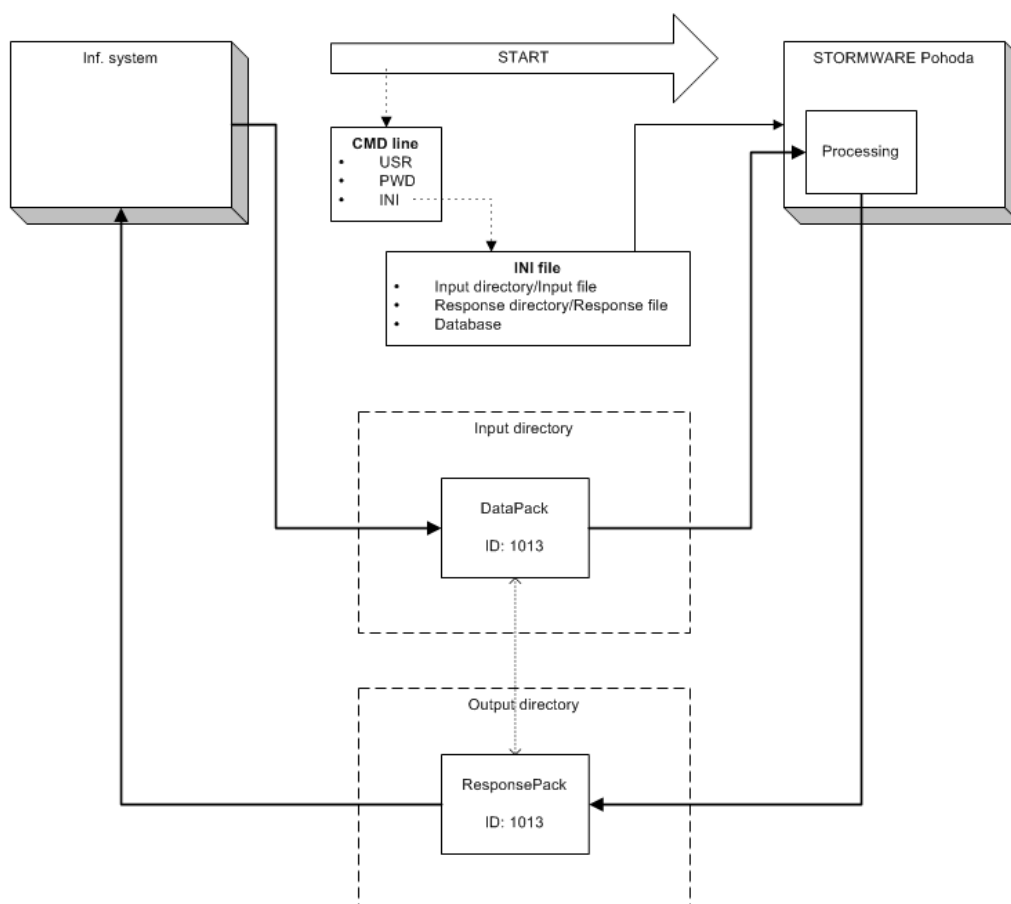 Inf. system
START
STORMWARE Pohoda
CMD line
• USR
• PWD
• INI
Processing
INI file
• Input directory/Input file
• Response directory/Response file
• Database
Input directory
DataPack
ID: 1013
Output directory
ResponsePack
ID: 1013